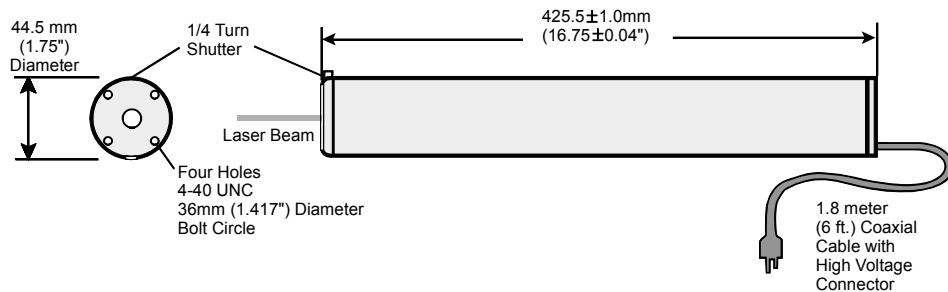 44.5 mm
(1.75")
Diameter
1/4 Turn
Shutter
425.5±1.0mm
(16.75±0.04")
Laser Beam
Four Holes
4-40 UNC
36mm (1.417") Diameter
Bolt Circle
1.8 meter
(6 ft.) Coaxial
Cable with
High Voltage
Connector